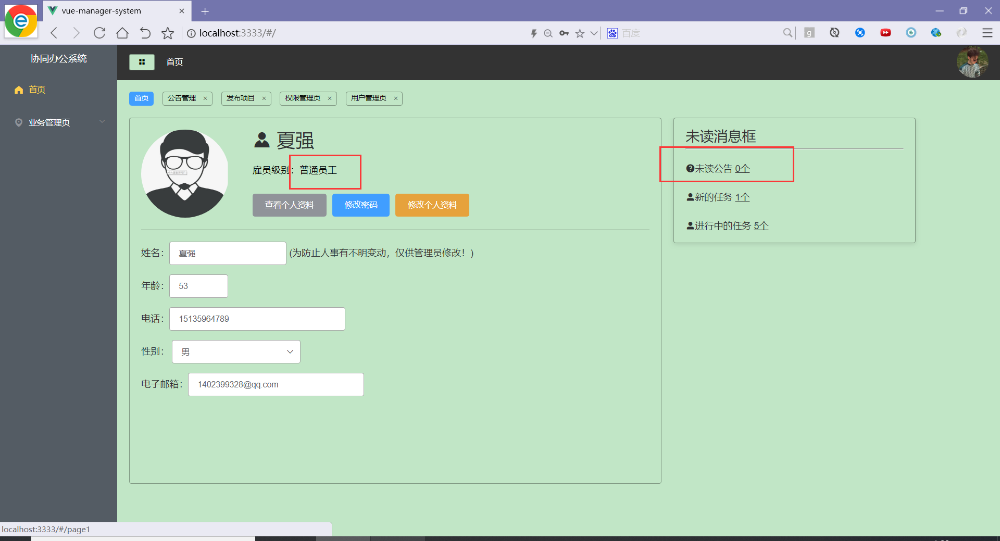 vue-manager-system
localhost:3333/#/
百度
g
协同办公系统
首页
首页
业务管理页
首页
公告管理
发布项目
权限管理页
用户管理页
夏强
雇员级别：普通员工
查看个人资料
修改密码
修改个人资料
姓名：
夏强
(为防止人事有不明变动，仅供管理员修改！)
年龄：
53
电话：
15135964789
性别：
男
电子邮箱：
1402399328@qq.com
未读消息框
未读公告 0个
新的任务 1个
进行中的任务 5个
localhost:3333/#/page1